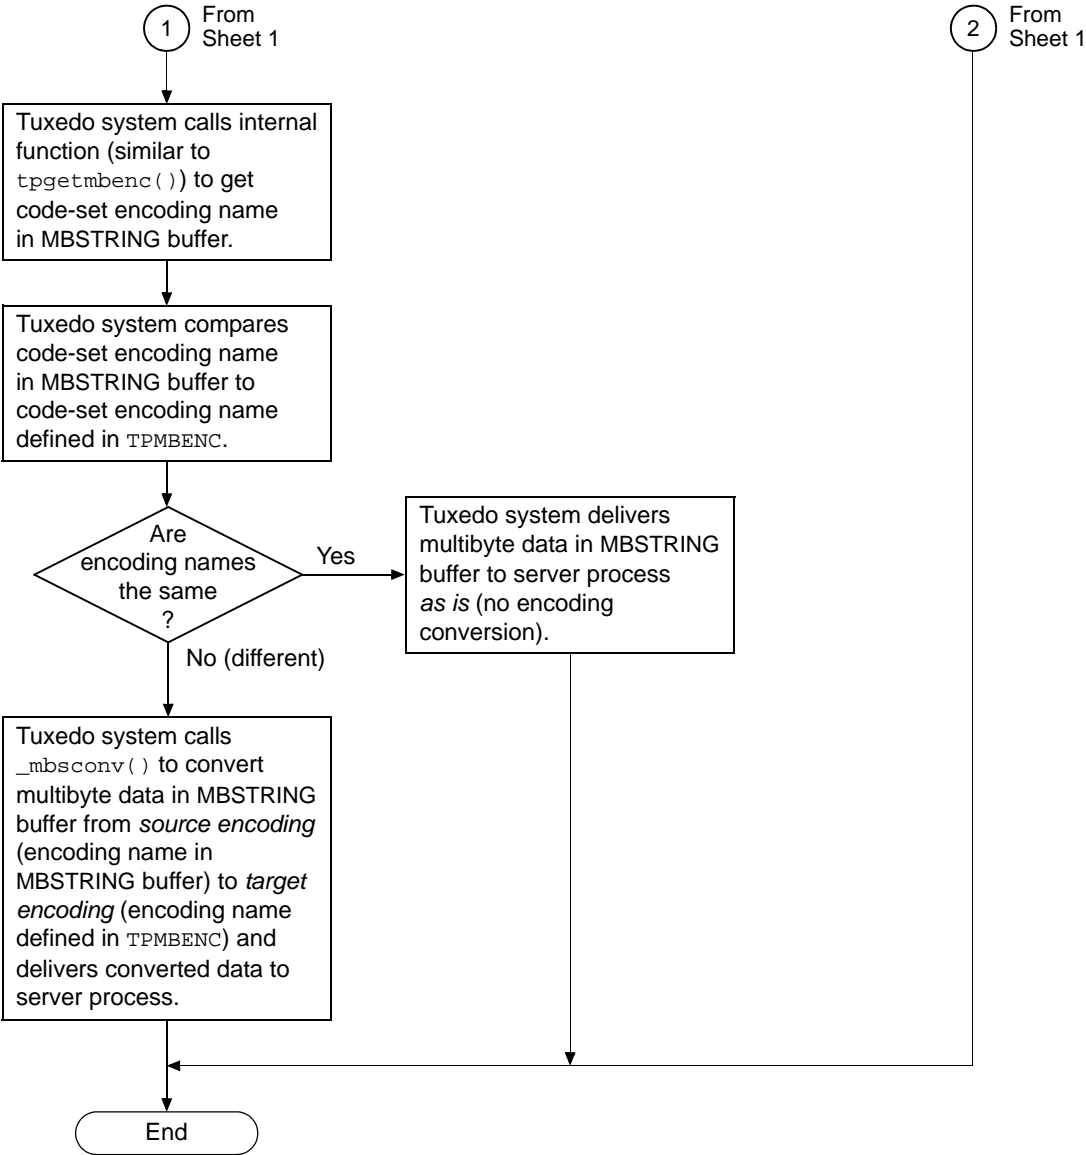 1
From
Sheet 1
2
From
Sheet 1
Tuxedo system calls internal
function (similar to
tpgetmbenc()) to get
code-set encoding name
in MBSTRING buffer.
Tuxedo system compares
code-set encoding name
in MBSTRING buffer to
code-set encoding name
defined in TPMBENC.
Are
encoding names
the same
?
Yes
Tuxedo system delivers
multibyte data in MBSTRING
buffer to server process
as is (no encoding
conversion).
No (different)
Tuxedo system calls
_mbsconv() to convert
multibyte data in MBSTRING
buffer from source encoding
(encoding name in
MBSTRING buffer) to target
encoding (encoding name
defined in TPMBENC) and
delivers converted data to
server process.
End